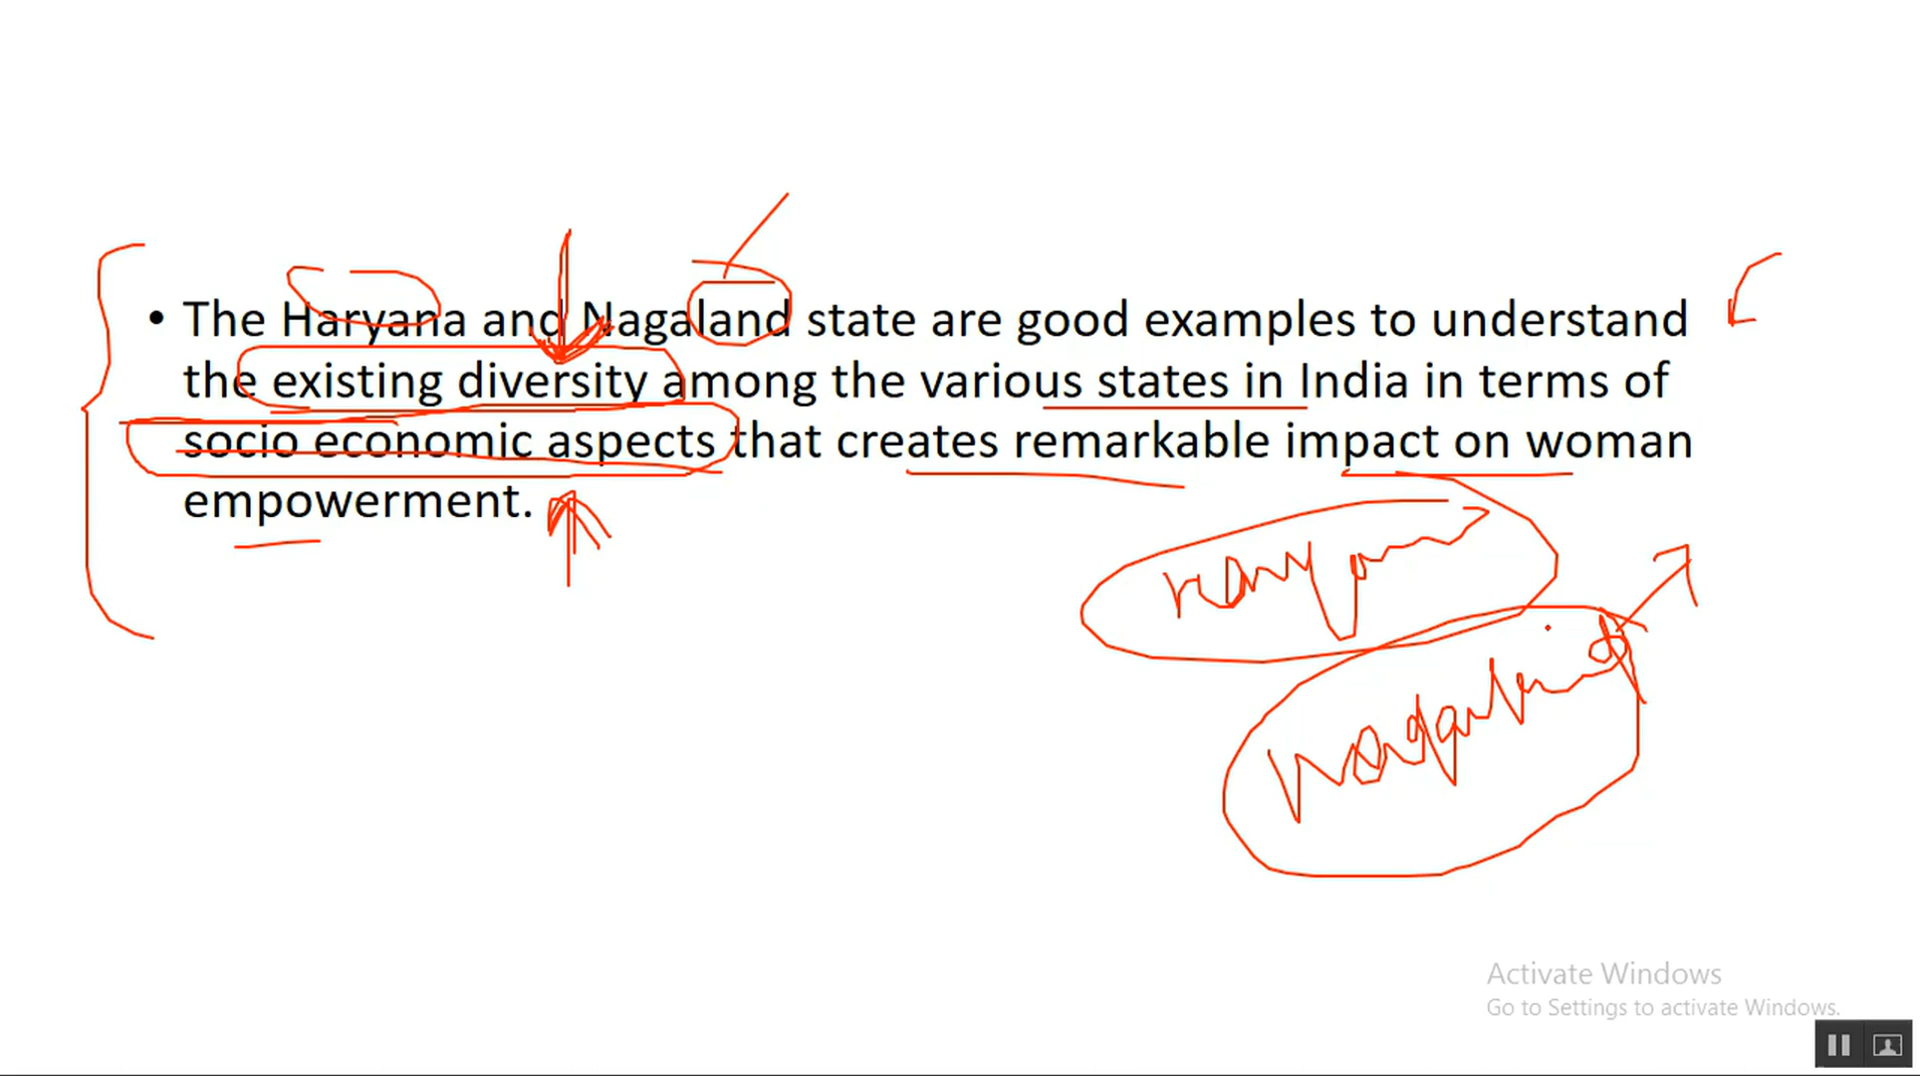 • The Haryana and Nagaland state are good examples to understand
the existing diversity among the various states in India in terms of
socio economic aspects that creates remarkable impact on woman
empowerment.
Activate Windows
Go to Settings to activate Windows.